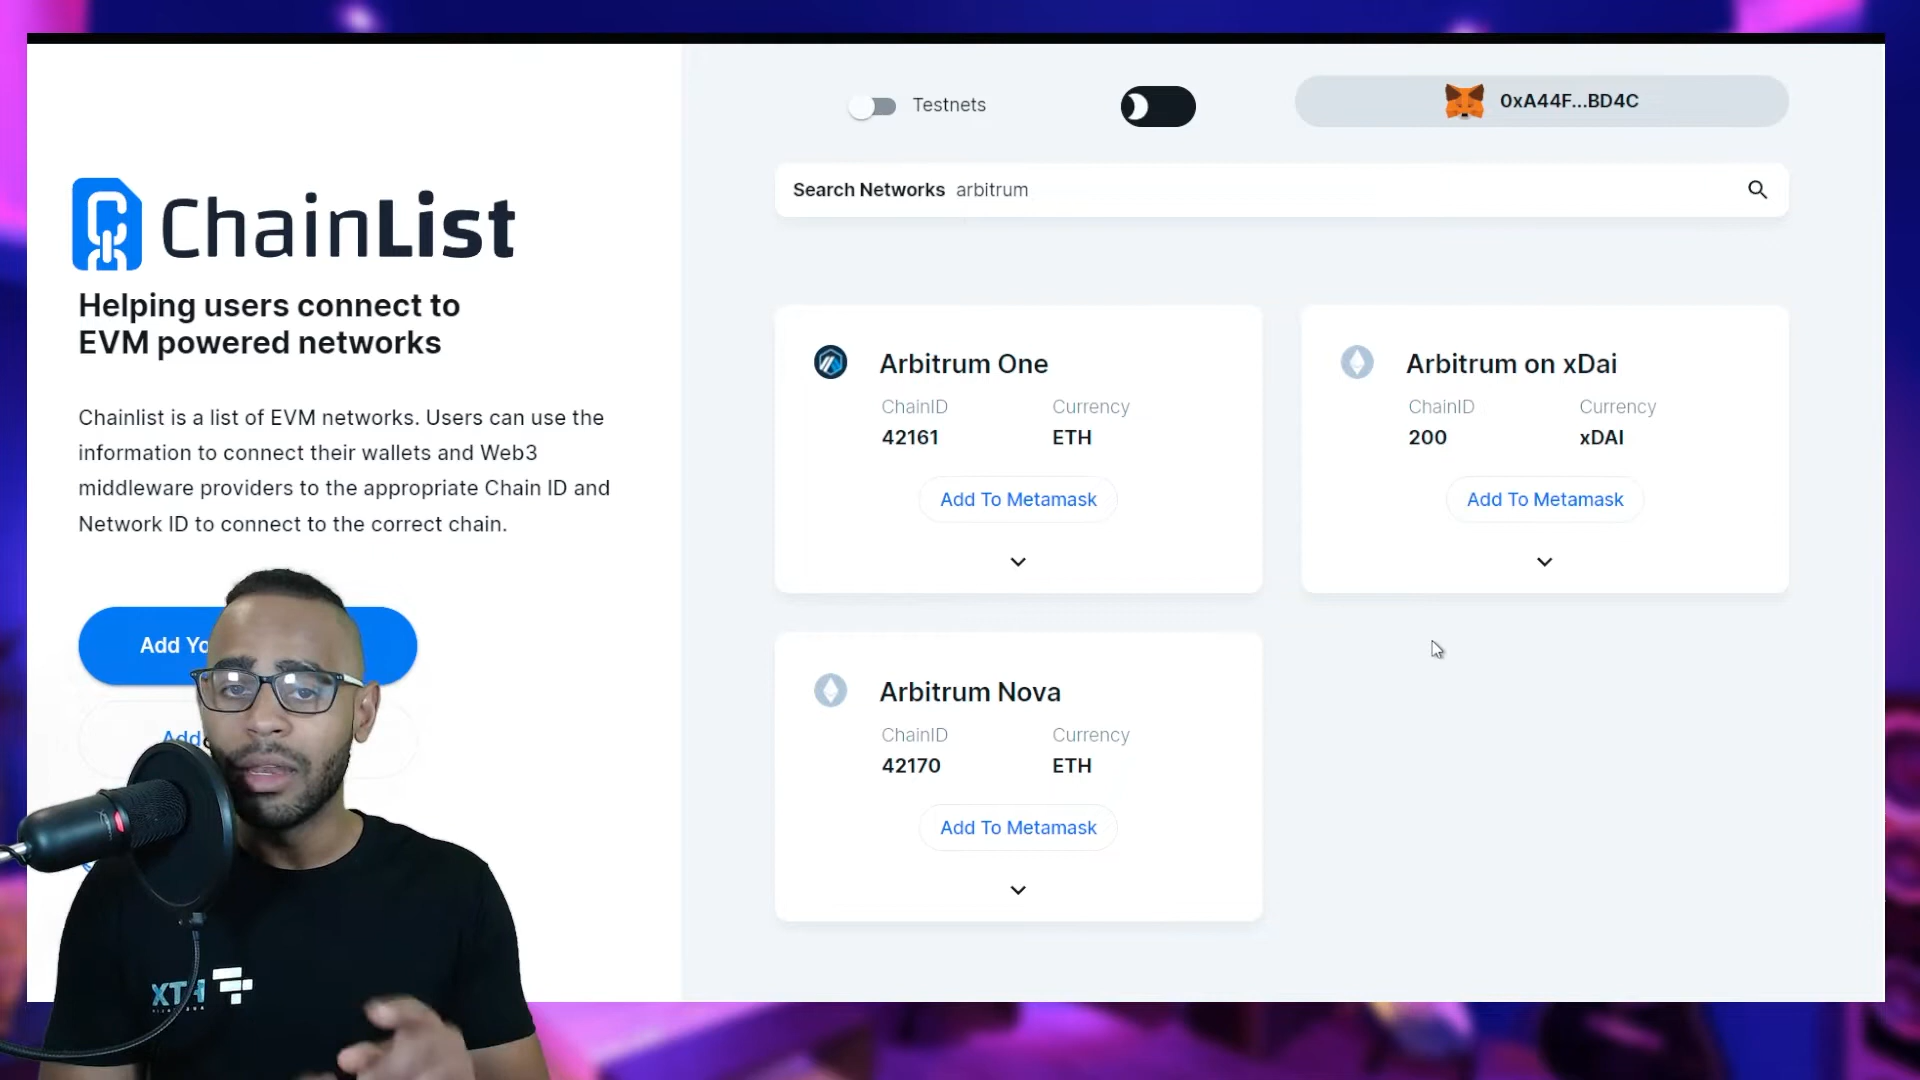 ChainList
Helping users connect to
EVM powered networks
Chainlist is a list of EVM networks. Users can use the
information to connect their wallets and Web3
middleware providers to the appropriate Chain ID and
Network ID to connect to the correct chain.
Add
Add
Testnets
0xA44F...BD4C
Search Networks arbitrum
Arbitrum One
ChainID Currency
42161 ETH
Add To Metamask
Arbitrum on xDai
ChainID Currency
200 xDAI
Add To Metamask
Arbitrum Nova
ChainID Currency
42170 ETH
Add To Metamask